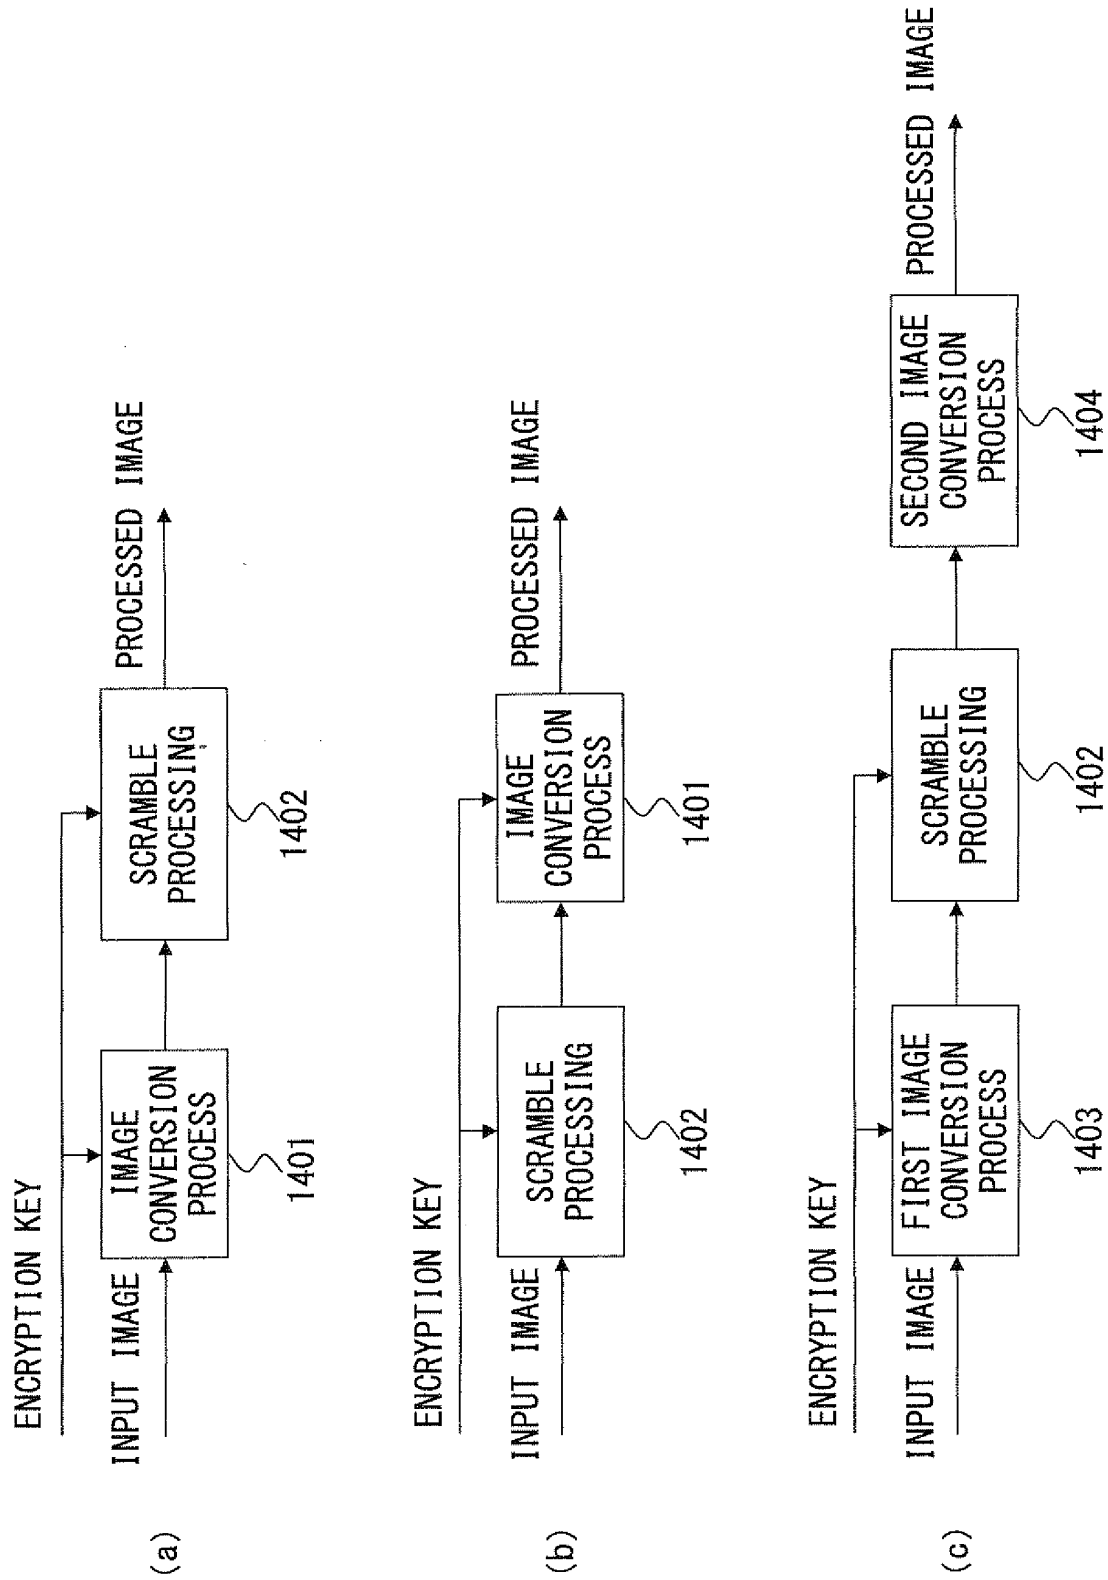 (a)
ENCRYPTION KEY
INPUT IMAGE
IMAGE
CONVERSION
PROCESS
1401
SCRAMBLE
PROCESSING
1402
PROCESSED IMAGE
(b)
ENCRYPTION KEY
INPUT IMAGE
SCRAMBLE
PROCESSING
1402
IMAGE
CONVERSION
PROCESS
1401
PROCESSED IMAGE
(c)
ENCRYPTION KEY
INPUT IMAGE
FIRST IMAGE
CONVERSION
PROCESS
1403
SCRAMBLE
PROCESSING
1402
SECOND IMAGE
CONVERSION
PROCESS
1404
PROCESSED IMAGE